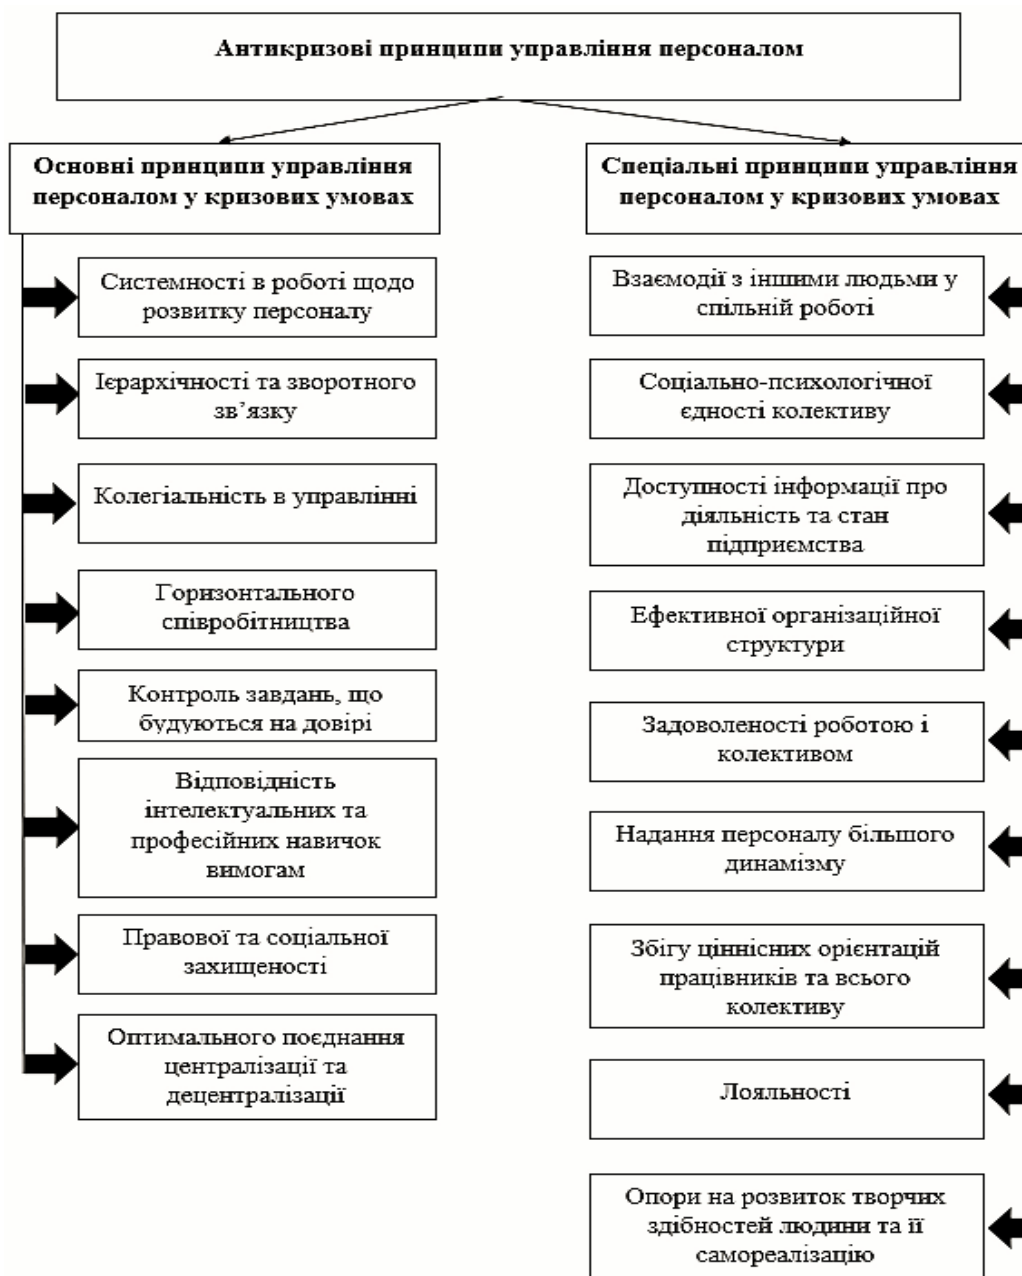 Антикризові принципи управління персоналом
Основні принципи управління
персоналом у кризових умовах
Системності в роботі щодо
розвитку персоналу
Ієрархічності та зворотного
зв’язку
Колегіальність в управлінні
Горизонтального
співробітництва
Контроль завдань, що
будуються на довірі
Відповідність
інтелектуальних та
професійних навичок
вимогам
Правової та соціальної
захищеності
Оптимального поєднання
централізації та
децентралізації
Спеціальні принципи управління
персоналом у кризових умовах
Взаємодії з іншими людьми у
спільній роботі
Соціально-психологічної
єдності колективу
Доступності інформації про
діяльність та стан
підприємства
Ефективної організаційної
структури
Задоволеності роботою і
колективом
Надання персоналу більшого
динамізму
Збігу ціннісних орієнтацій
працівників та всього
колективу
Лояльності
Опори на розвиток творчих
здібностей людини та її
самореалізацію